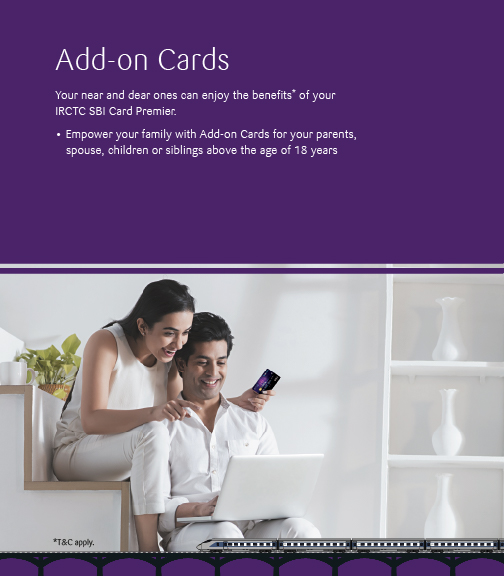 Add-on Cards
Your near and dear ones can enjoy the benefits* of your
IRCTC SBI Card Premier.
• Empower your family with Add-on Cards for your parents,
spouse, children or siblings above the age of 18 years
*T&C apply.